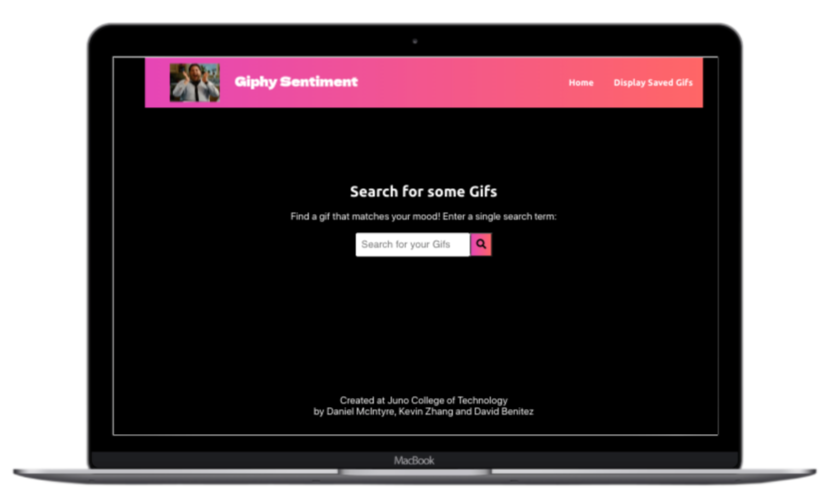 Giphy Sentiment
Home
Display Saved Gifs
Search for some Gifs
Find a gif that matches your mood! Enter a single search term:
Search for your Gifs
Created at Juno College of Technology
by Daniel McIntyre, Kevin Zhang and David Benitez
MacBook